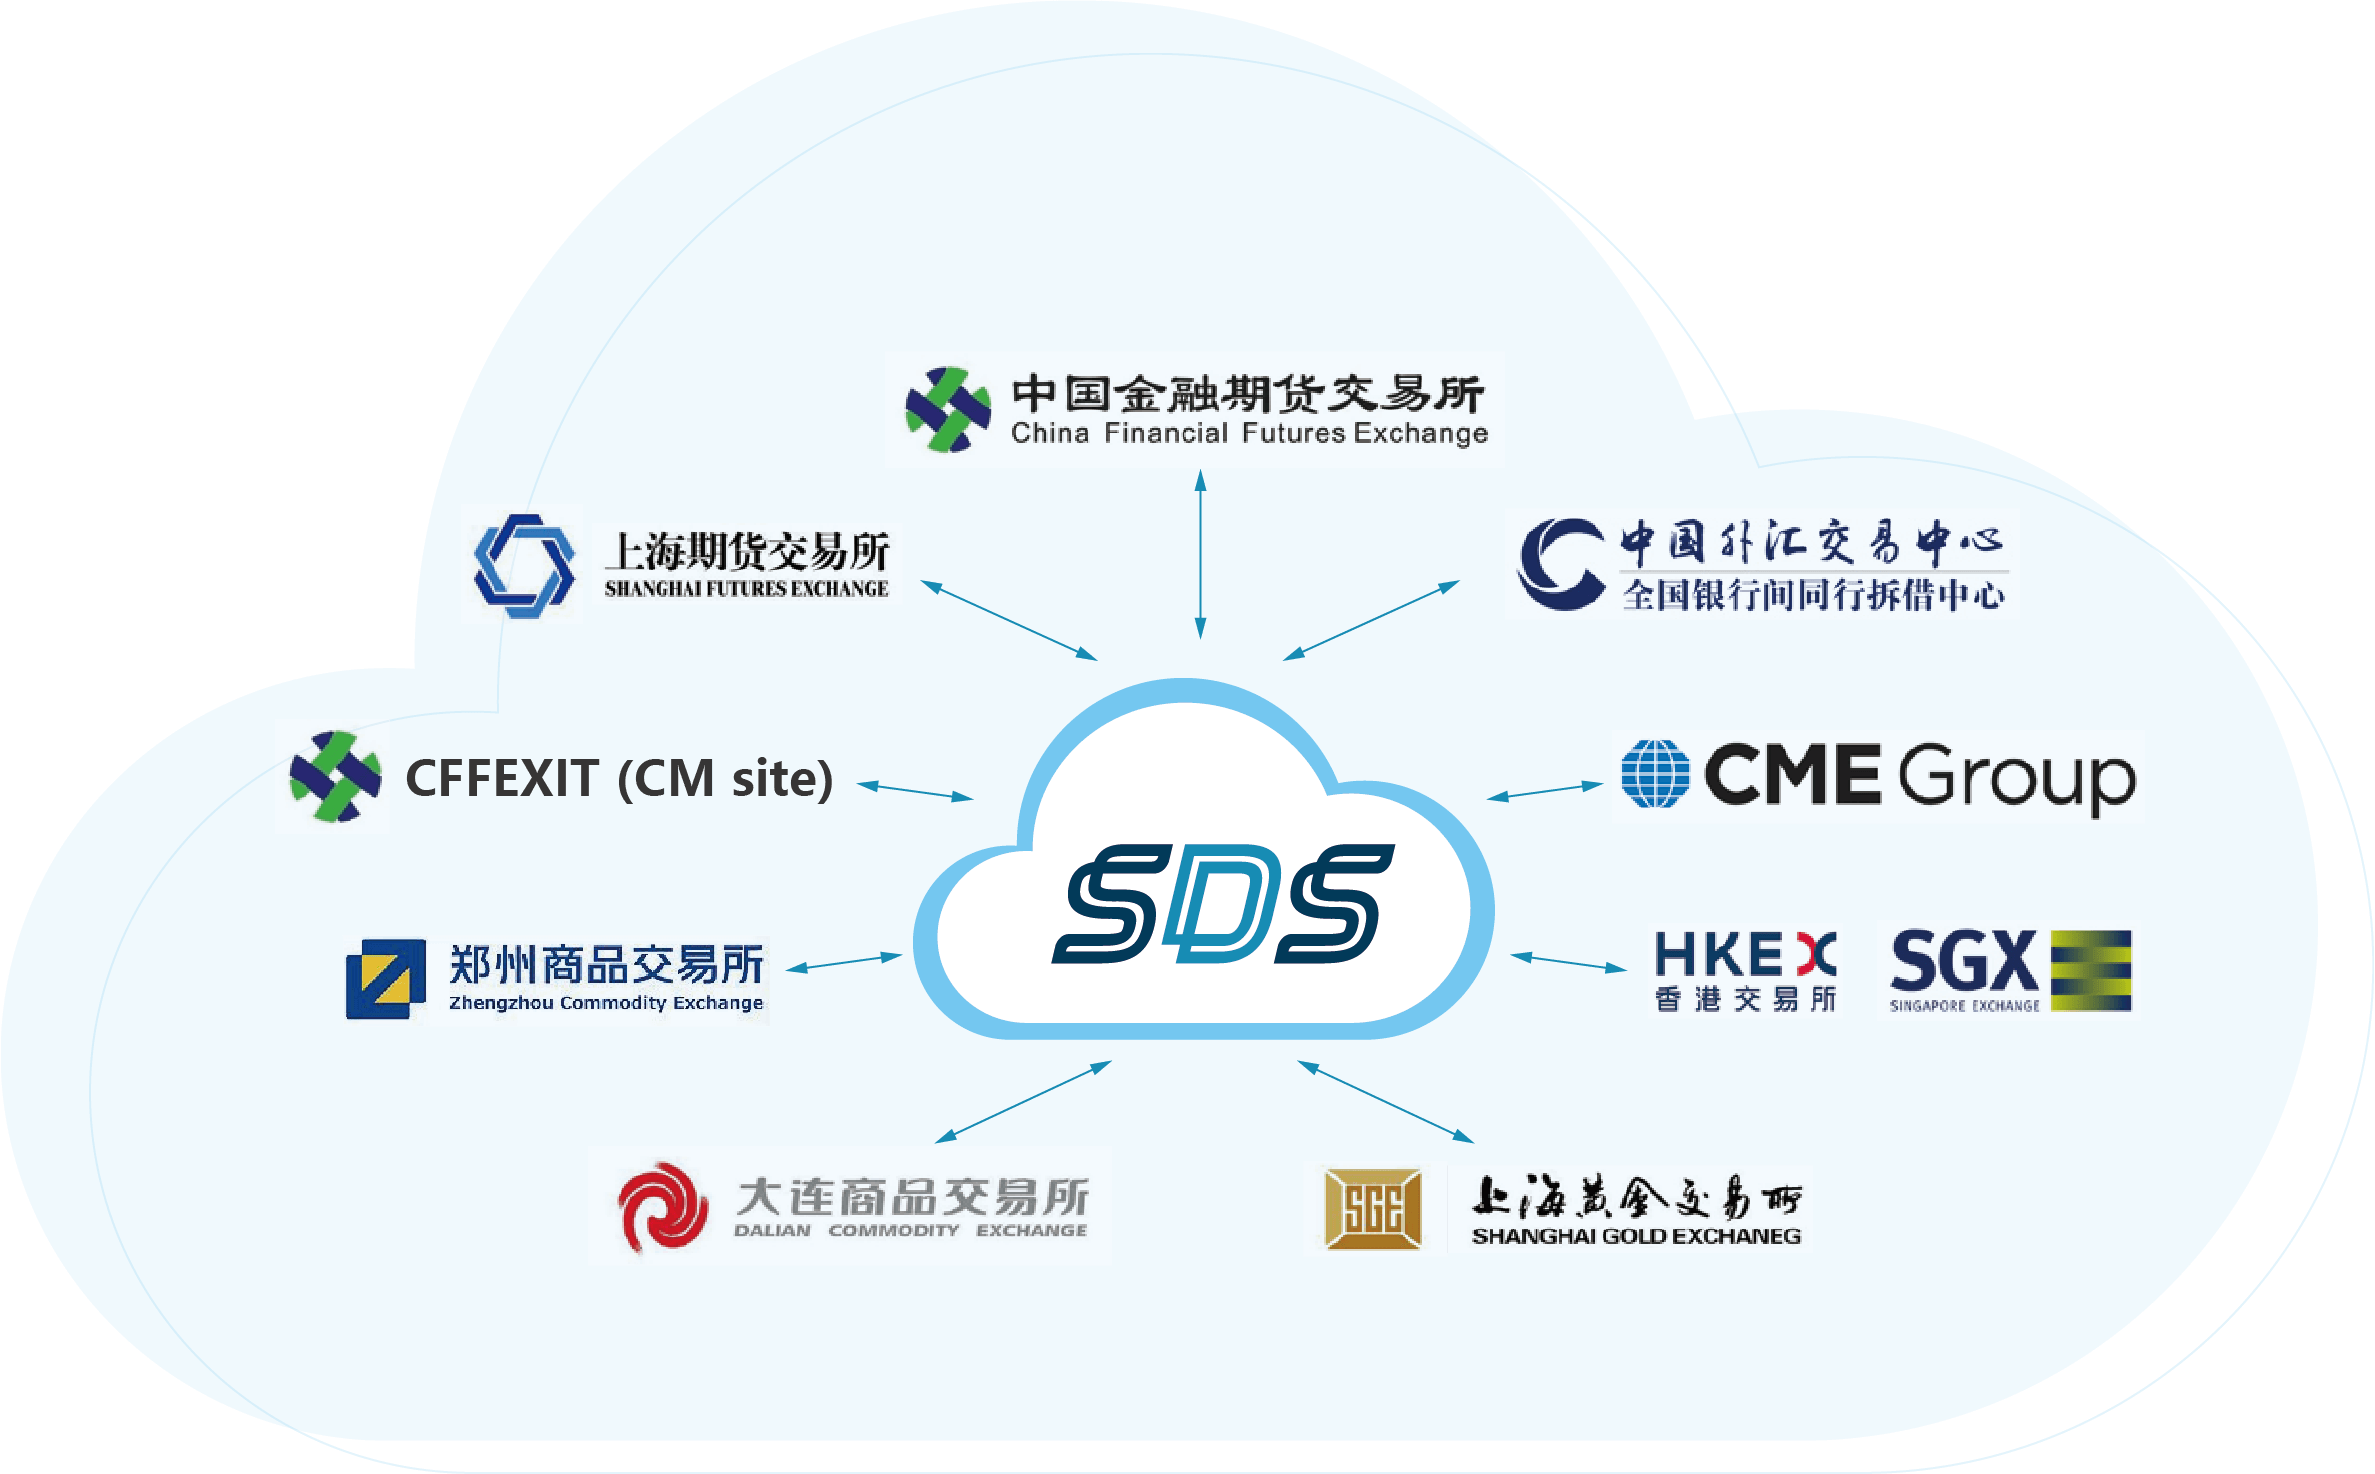 中国金融期货交易所
China Financial Futures Exchange
上海期货交易所
SHANGHAI FUTURES EXCHANGE
中国外汇交易中心
全国银行间同行拆借中心
CFFEXIT (CM site)
CME Group
SDS
郑州商品交易所
Zhengzhou Commodity Exchange
HKEX
香港交易所
SGX
SINGAPORE EXCHANGE
大连商品交易所
DALIAN COMMODITY EXCHANGE
SGE
上海黄金交易所
SHANGHAI GOLD EXCHANEG